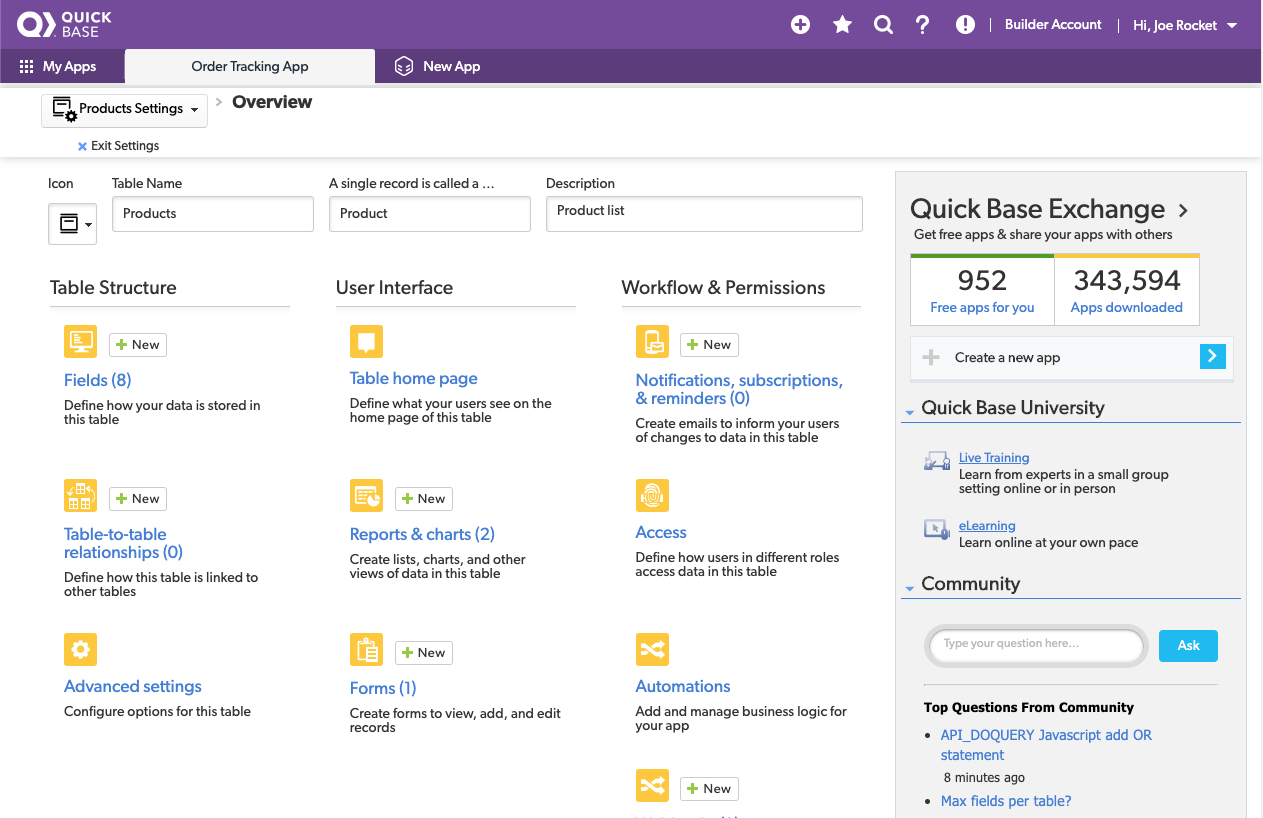 QUICK
BASE
Builder Account
Hi, Joe Rocket
My Apps
Order Tracking App
New App
Products Settings
> Overview
Exit Settings
Icon
Table Name
A single record is called a ...
Description
Products
Product
Product list
Table Structure
New
Fields (8)
Define how your data is stored in
this table
New
Table-to-table
relationships (0)
Define how this table is linked to
other tables
Advanced settings
Configure options for this table
User Interface
Table home page
Define what your users see on the
home page of this table
New
Reports & charts (2)
Create lists, charts, and other
views of data in this table
New
Forms (1)
Create forms to view, add, and edit
records
Workflow & Permissions
New
Notifications, subscriptions,
& reminders (0)
Create emails to inform your users
of changes to data in this table
Access
Define how users in different roles
access data in this table
Automations
Add and manage business logic for
your app
New
Quick Base Exchange
Get free apps & share your apps with others
952
Free apps for you
343,594
Apps downloaded
Create a new app
Quick Base University
Live Training
Learn from experts in a small group
setting online or in person
eLearning
Learn online at your own pace
Community
Type your question here...
Ask
Top Questions From Community
• API_DOQUERY Javascript add OR
statement
8 minutes ago
• Max fields per table?